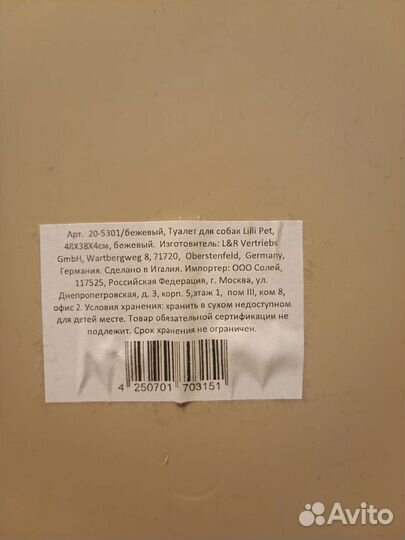 Арт. 20-5301/бежевый, Туалет для собак Lilli Pet,
48X38X4см, бежевый. Изготовитель: L&R Vertriebs
GmbH, Wartbergweg 8, 71720, Oberstenfeld, Germany,
Германия. Сделано в Италия. Импортер: ООО Солей,
117525, Российская Федерация, г. Москва, ул.
Днепропетровская, д. 3, корп. 5,этаж 1, пом III, ком 8,
офис 2. Условия хранения: хранить в сухом недоступном
для детей месте. Товар обязательной сертификации не
подлежит. Срок хранения не ограничен.
4 250701 703151
Avito